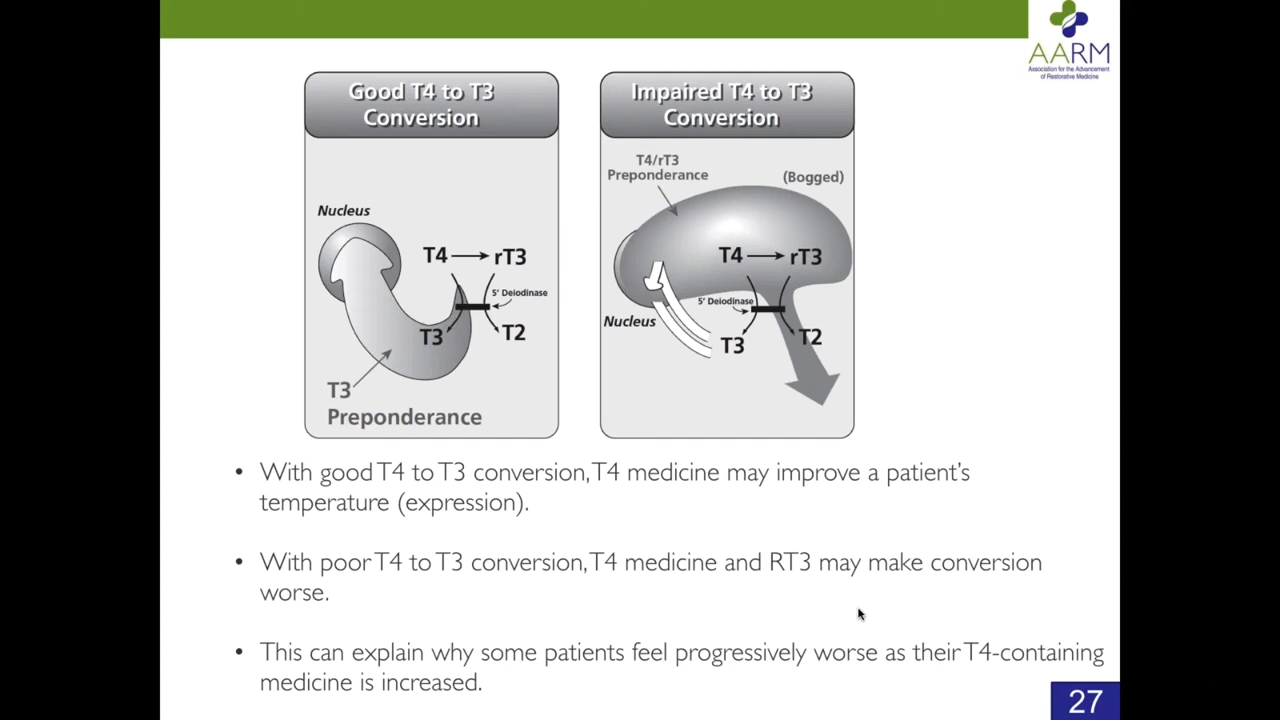 AARM
Association for the Advancement
of Restorative Medicine
Good T4 to T3
Conversion
Nucleus
T4
rT3
5' Deiodinase
T3
T2
T3
Preponderance
Impaired T4 to T3
Conversion
T4/rT3
Preponderance
(Bogged)
T4
rT3
5' Deiodinase
Nucleus
T3
T2
• With good T4 to T3 conversion, T4 medicine may improve a patient's
temperature (expression).
• With poor T4 to T3 conversion, T4 medicine and RT3 may make conversion
worse.
• This can explain why some patients feel progressively worse as their T4-containing
medicine is increased.
27